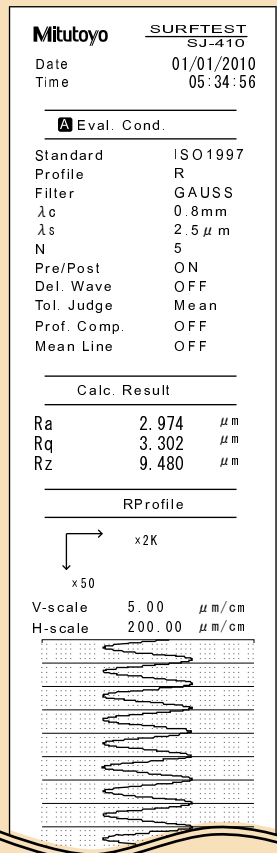 Mitutoyo SURFTEST
SJ-410
Date 01/01/2010
Time 05:34:56
A Eval. Cond.
Standard ISO1997
Profile R
Filter GAUSS
λc 0.8mm
λs 2.5μm
N 5
Pre/Post ON
Del. Wave OFF
Tol. Judge Mean
Prof. Comp. OFF
Mean Line OFF
Calc. Result
Ra 2.974 μm
Rq 3.302 μm
Rz 9.480 μm
RProfile
×2K
×50
V-scale 5.00 μm/cm
H-scale 200.00 μm/cm